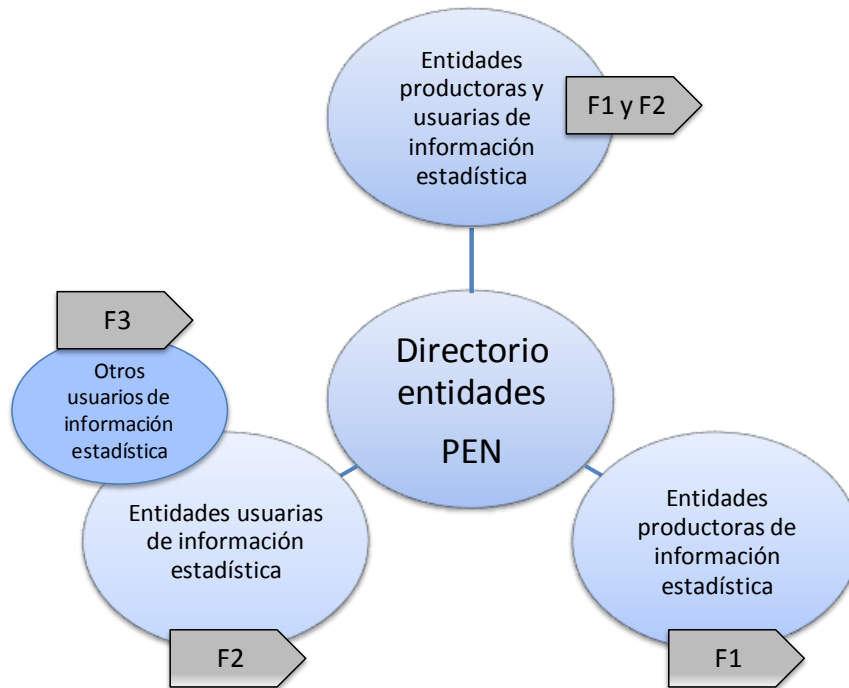 Entidades
productoras y
usuarias de
información
estadística
F1 y F2
Directorio
entidades
PEN
F3
Otros
usuarios de
información
estadística
Entidades usuarias
de información
estadística
F2
Entidades
productoras de
información
estadística
F1